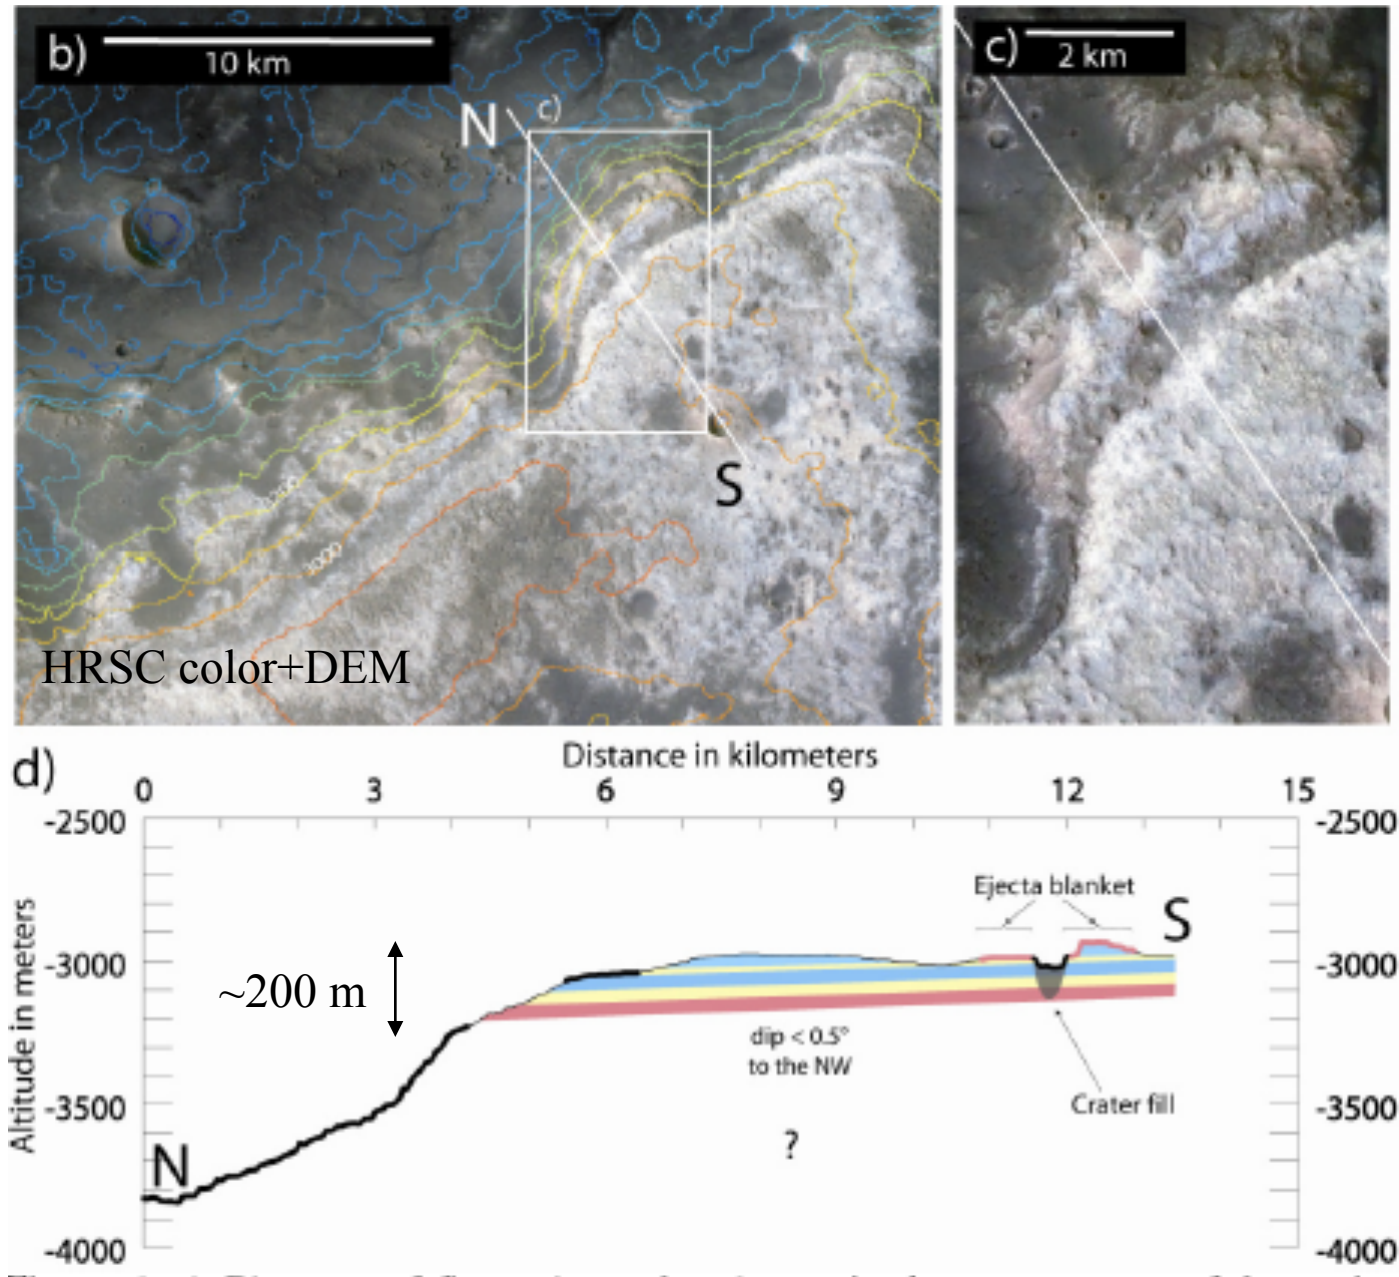 b)
10 km
N
c)
S
-3000
HRSC color+DEM
c)
2 km
d)
Distance in kilometers
0 3 6 9 12 15
Altitude in meters
-2500
-3000
-3500
-4000
-2500
-3000
-3500
-4000
Ejecta blanket
S
~200 m
dip < 0.5°
to the NW
Crater fill
?
N